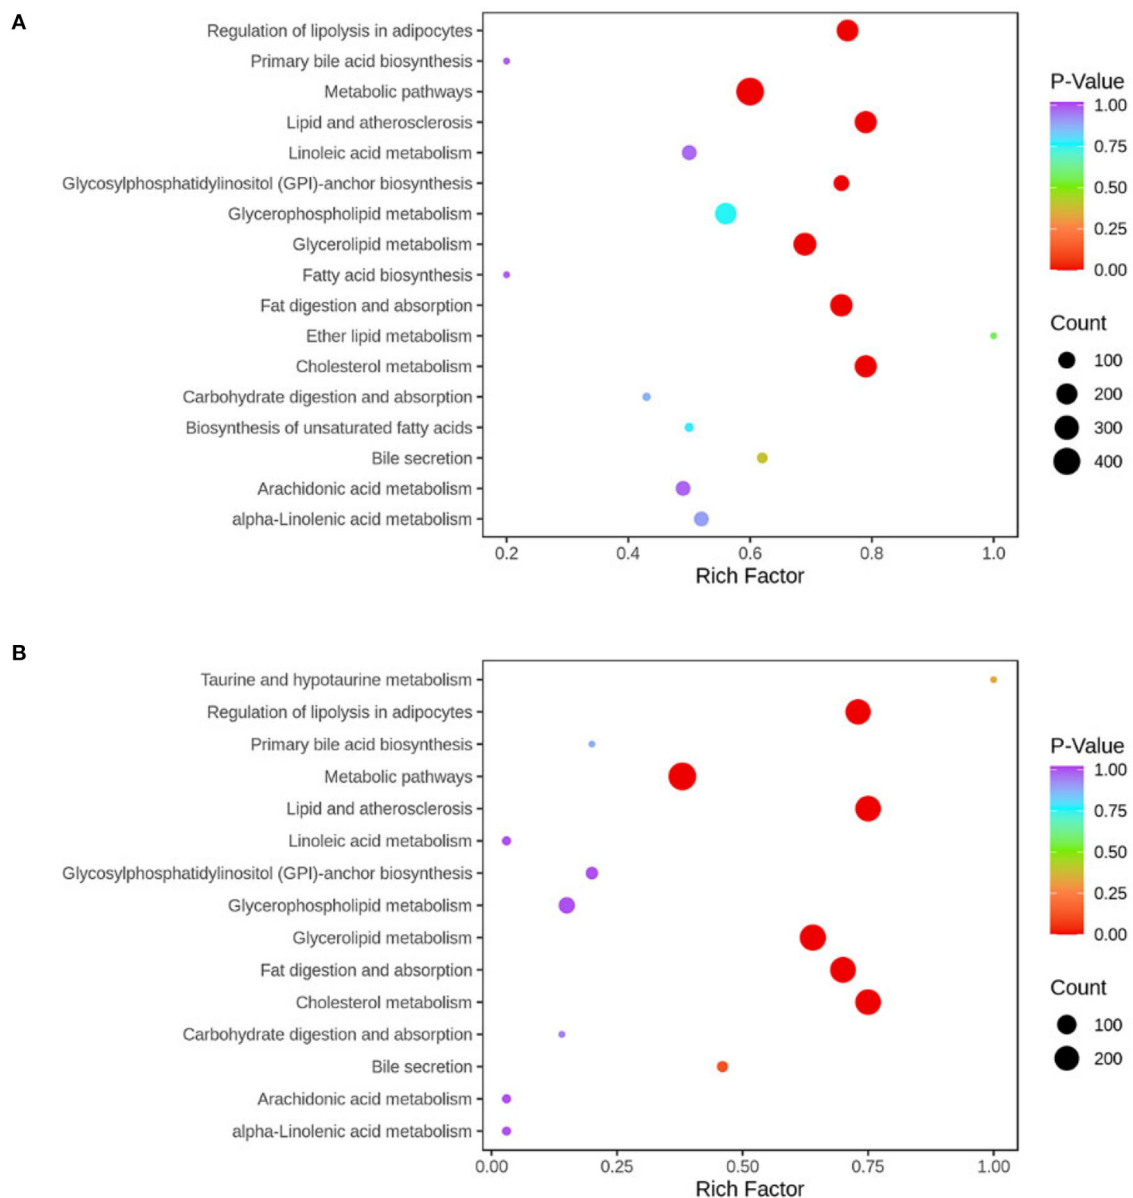 A
Regulation of lipolysis in adipocytes
Primary bile acid biosynthesis
Metabolic pathways
Lipid and atherosclerosis
Linoleic acid metabolism
Glycosylphosphatidylinositol (GPI)-anchor biosynthesis
Glycerophospholipid metabolism
Glycerolipid metabolism
Fatty acid biosynthesis
Fat digestion and absorption
Ether lipid metabolism
Cholesterol metabolism
Carbohydrate digestion and absorption
Biosynthesis of unsaturated fatty acids
Bile secretion
Arachidonic acid metabolism
alpha-Linolenic acid metabolism
0.2 0.4 0.6 0.8 1.0
Rich Factor
P-Value
1.00
0.75
0.50
0.25
0.00
Count
100
200
300
400
B
Taurine and hypotaurine metabolism
Regulation of lipolysis in adipocytes
Primary bile acid biosynthesis
Metabolic pathways
Lipid and atherosclerosis
Linoleic acid metabolism
Glycosylphosphatidylinositol (GPI)-anchor biosynthesis
Glycerophospholipid metabolism
Glycerolipid metabolism
Fat digestion and absorption
Cholesterol metabolism
Carbohydrate digestion and absorption
Bile secretion
Arachidonic acid metabolism
alpha-Linolenic acid metabolism
0.00 0.25 0.50 0.75 1.00
Rich Factor
P-Value
1.00
0.75
0.50
0.25
0.00
Count
100
200